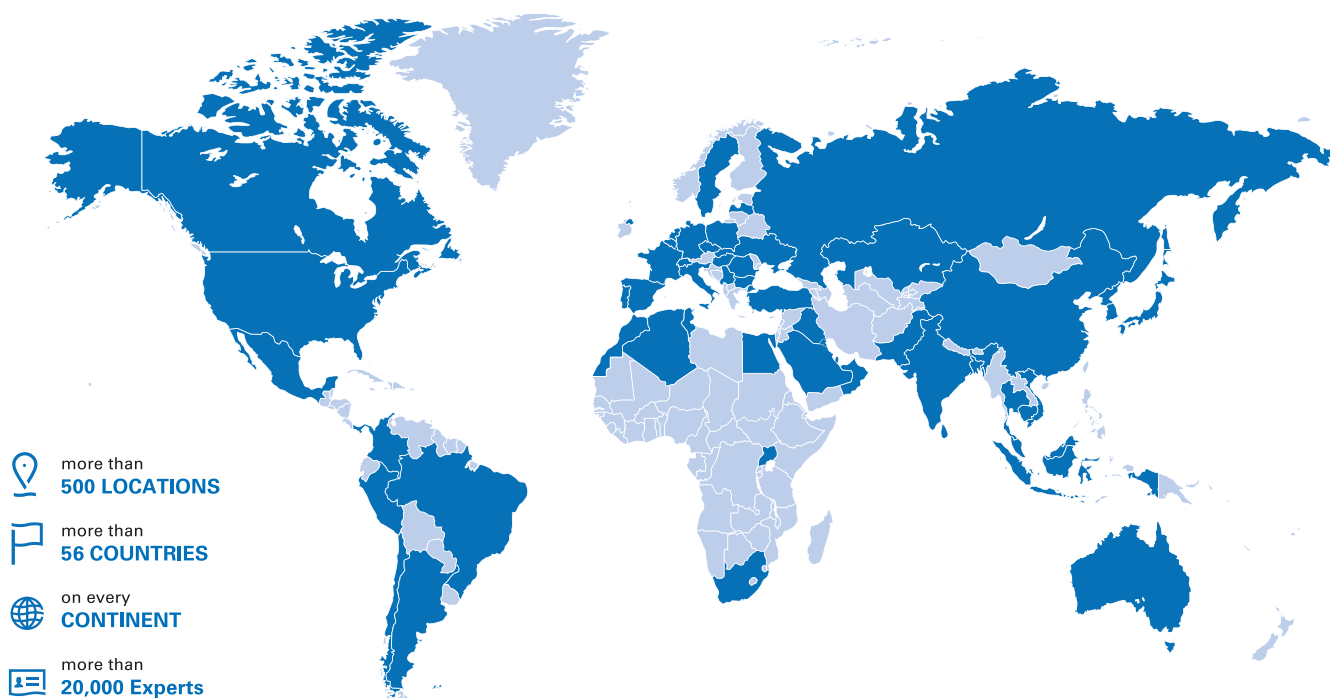 more than
500 LOCATIONS
more than
56 COUNTRIES
on every
CONTINENT
more than
20,000 Experts